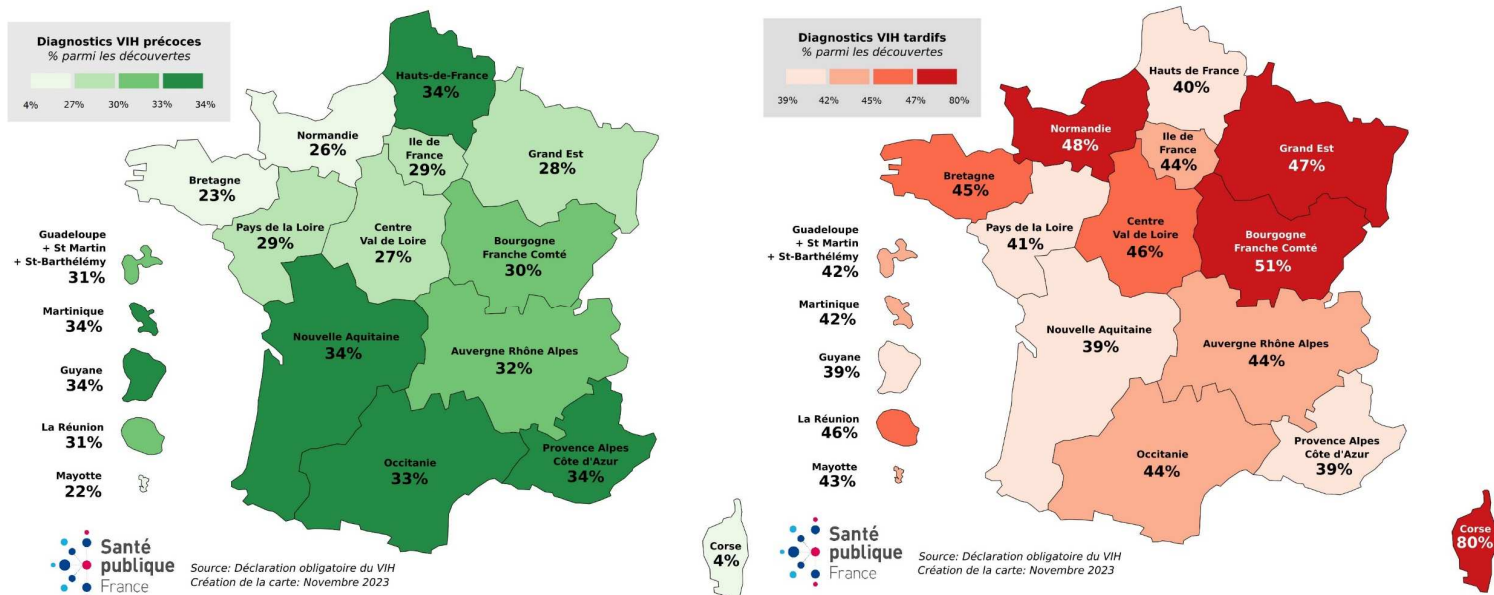 Diagnostics VIH précoces
% parmi les découvertes
4% 27% 30% 33% 34%
Hauts-de-France
34%
Normandie
26%
Ile de
France
29%
Grand Est
28%
Bretagne
23%
Pays de la Loire
29%
Centre
Val de Loire
27%
Bourgogne
Franche Comté
30%
Guadeloupe
+ St Martin
+ St-Barthélémy
31%
Martinique
34%
Nouvelle Aquitaine
34%
Auvergne Rhône Alpes
32%
Guyane
34%
La Réunion
31%
Occitanie
33%
Provence Alpes
Côte d'Azur
34%
Mayotte
22%
Corse
4%
Santé
publique
France
Source: Déclaration obligatoire du VIH
Création de la carte: Novembre 2023
Diagnostics VIH tardifs
% parmi les découvertes
39% 42% 45% 47% 80%
Hauts de France
40%
Normandie
48%
Ile de
France
44%
Grand Est
47%
Bretagne
45%
Pays de la Loire
41%
Centre
Val de Loire
46%
Bourgogne
Franche Comté
51%
Guadeloupe
+ St Martin
+ St-Barthélémy
42%
Martinique
42%
Nouvelle Aquitaine
39%
Auvergne Rhône Alpes
44%
Guyane
39%
La Réunion
46%
Occitanie
44%
Provence Alpes
Côte d'Azur
39%
Mayotte
43%
Corse
80%
Santé
publique
France
Source: Déclaration obligatoire du VIH
Création de la carte: Novembre 2023